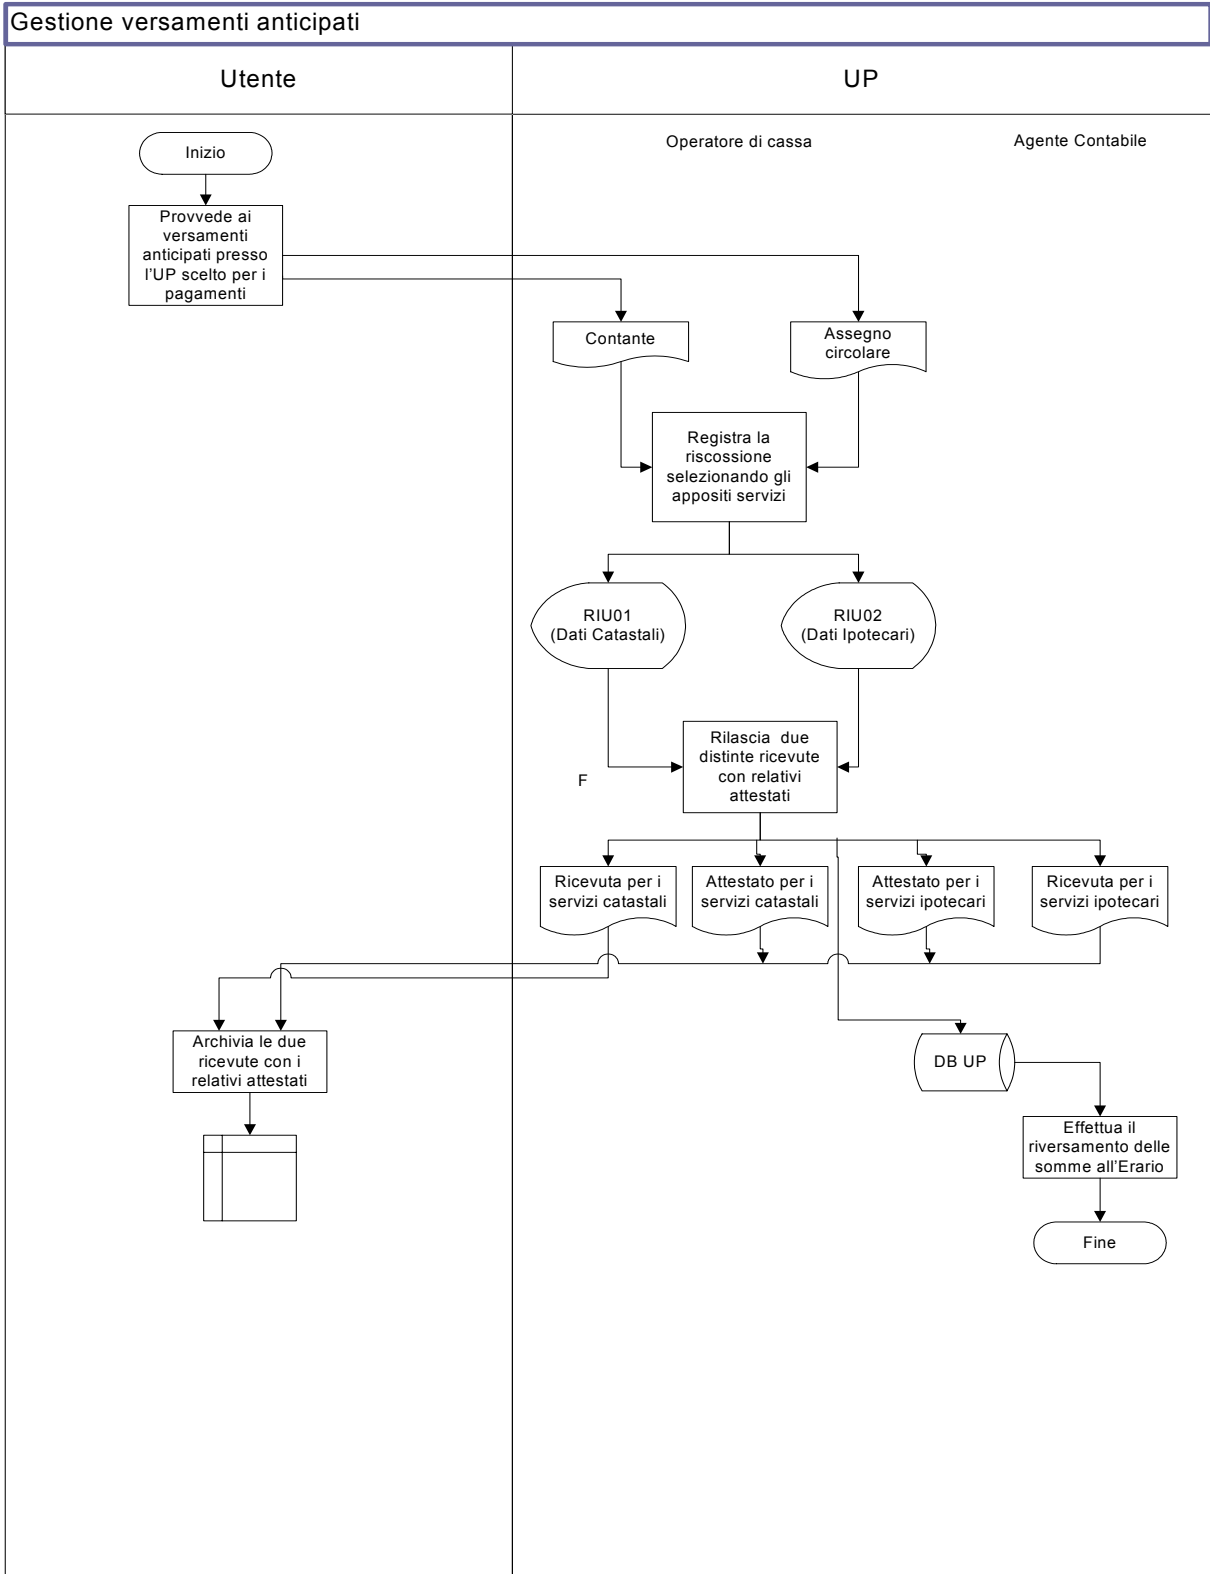 Gestione versamenti anticipati
Utente
UP
Operatore di cassa
Agente Contabile
Inizio
Provvede ai
versamenti
anticipati presso
l'UP scelto per i
pagamenti
Contante
Assegno
circolare
Registra la
riscossione
selezionando gli
appositi servizi
RIU01
(Dati Catastali)
RIU02
(Dati Ipotecari)
Rilascia due
distinte ricevute
con relativi
attestati
F
Ricevuta per i
servizi catastali
Attestato per i
servizi catastali
Attestato per i
servizi ipotecari
Ricevuta per i
servizi ipotecari
Archivia le due
ricevute con i
relativi attestati
DB UP
Effettua il
riversamento delle
somme all'Erario
Fine